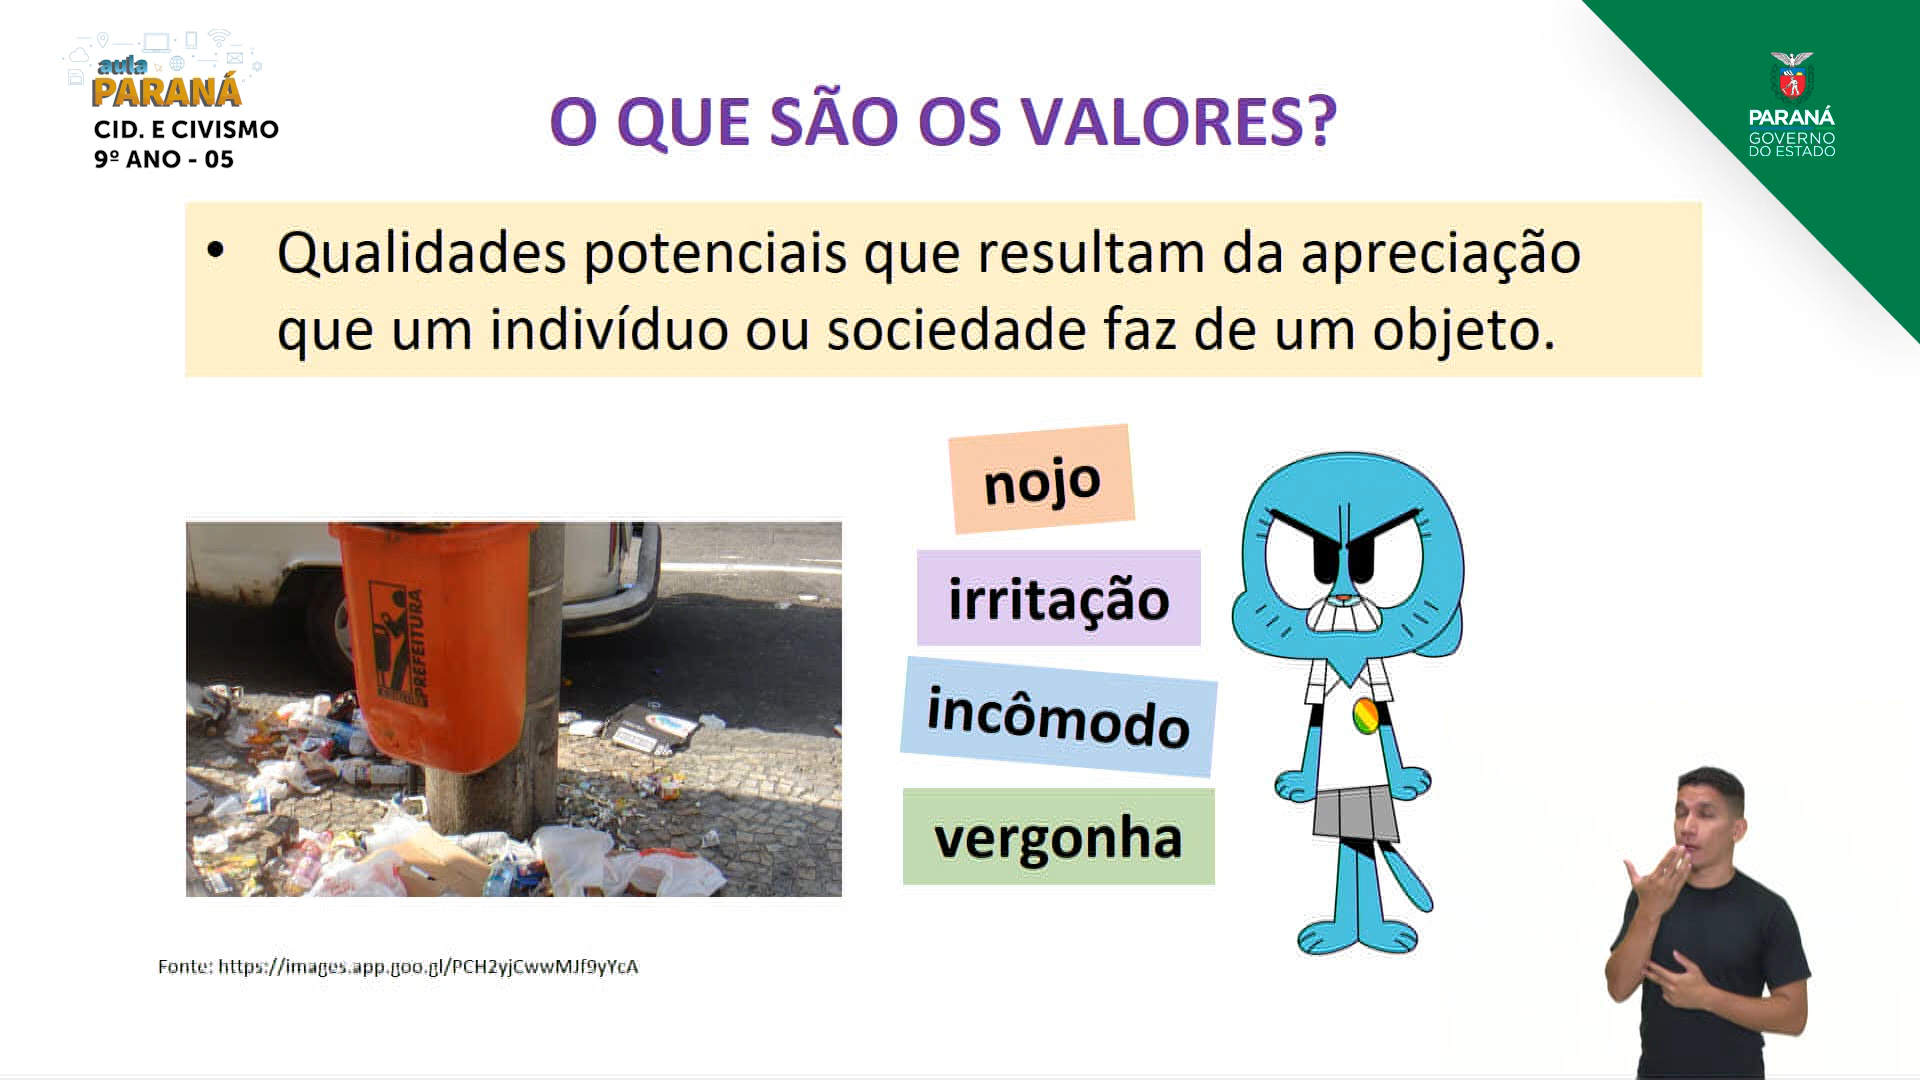 aula
PARANÁ
CID. E CIVISMO
9º ANO - 05
O QUE SÃO OS VALORES?
PARANÁ
GOVERNO
DO ESTADO
• Qualidades potenciais que resultam da apreciação
que um indivíduo ou sociedade faz de um objeto.
nojo
irritação
incômodo
vergonha
PREFEITURA
Fonte: https://images.app.goo.gl/PCH2yjCwwMJf9yYcA